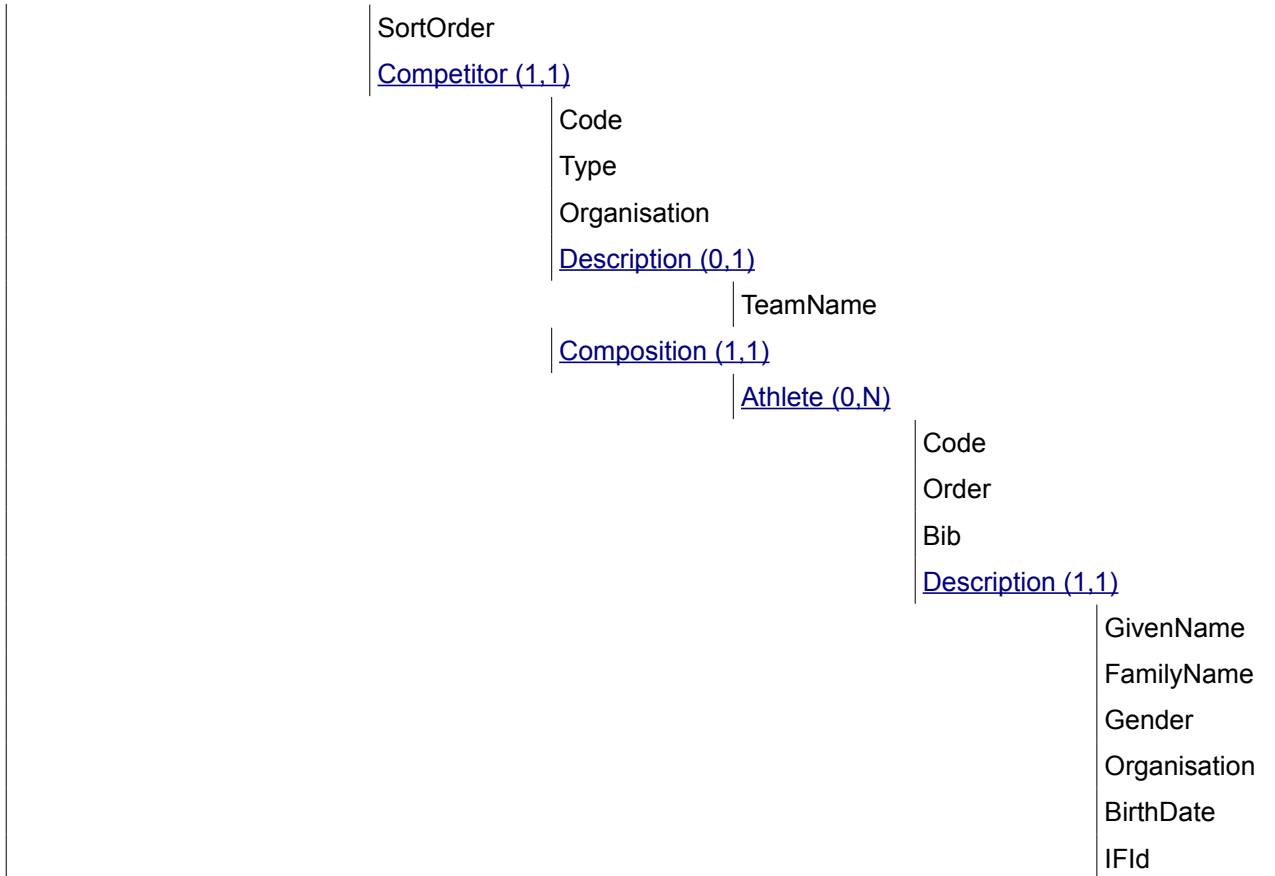 SortOrder
Competitor (1,1)
Code
Type
Organisation
Description (0,1)
TeamName
Composition (1,1)
Athlete (0,N)
Code
Order
Bib
Description (1,1)
GivenName
FamilyName
Gender
Organisation
BirthDate
IFId